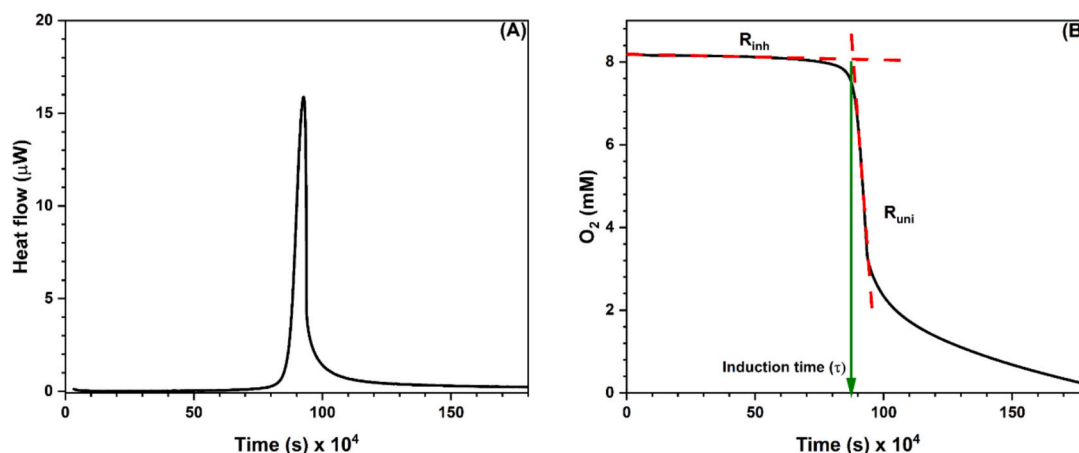 (A)
20
15
10
5
0
Heat flow (µW)
0
50
100
150
Time (s) x 10⁴
(B)
R_inh
8
6
4
2
0
O₂ (mM)
R_uni
Induction time (τ)
0
50
100
150
Time (s) x 10⁴